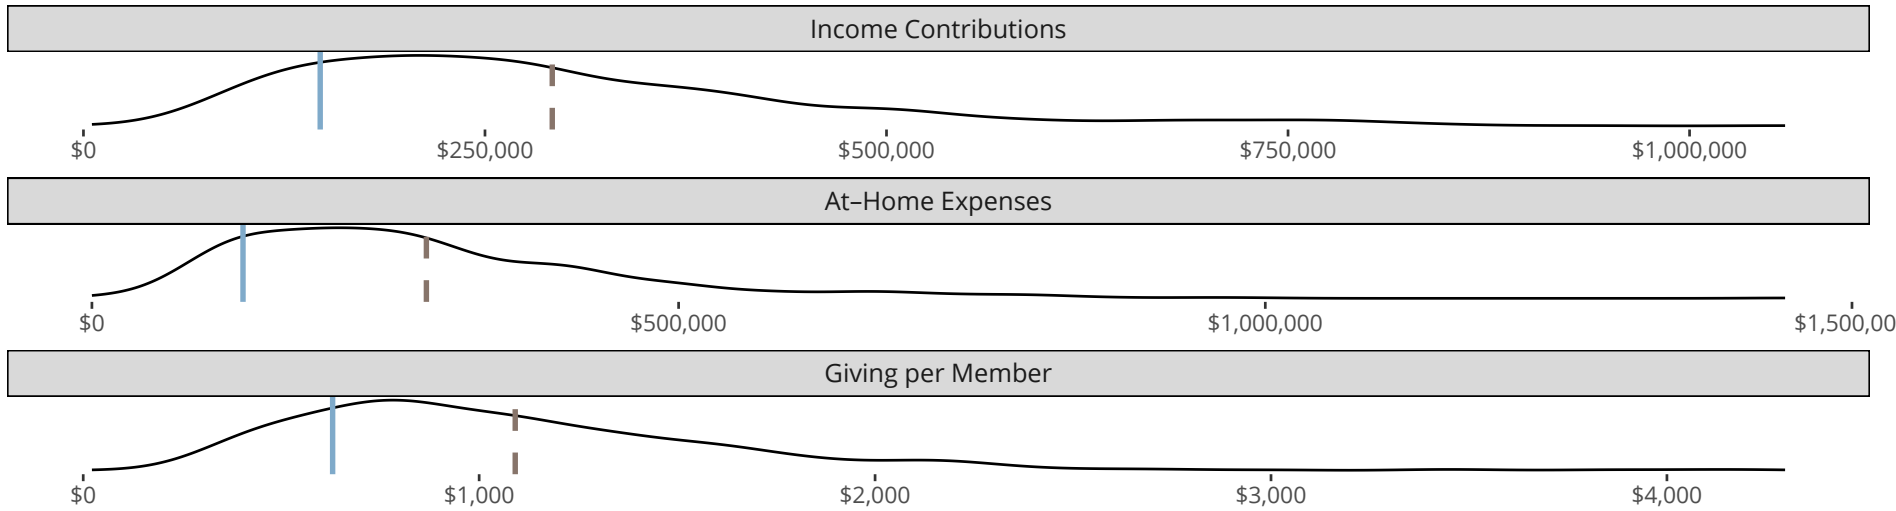 Income Contributions
$0 $250,000 $500,000 $750,000 $1,000,000
At–Home Expenses
$0 $500,000 $1,000,000 $1,500,00
Giving per Member
$0 $1,000 $2,000 $3,000 $4,000